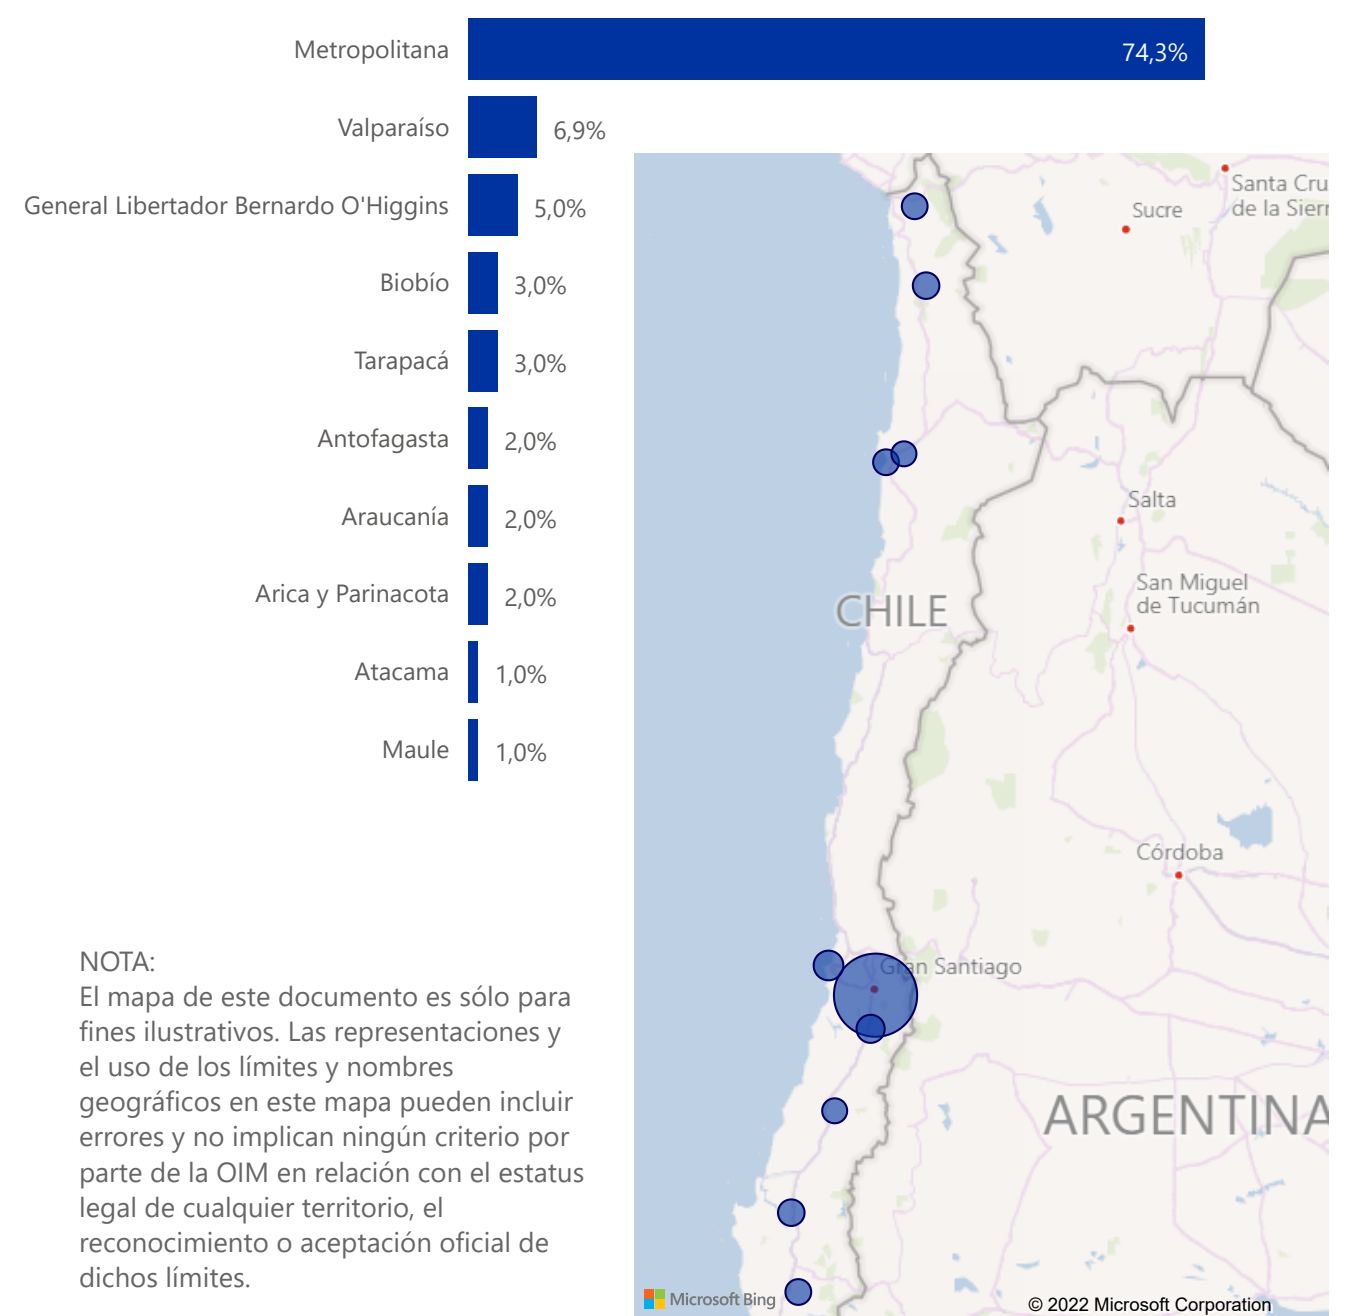 Metropolitana
74,3%
Valparaíso
6,9%
General Libertador Bernardo O'Higgins
5,0%
Biobío
3,0%
Tarapacá
3,0%
Antofagasta
2,0%
Araucanía
2,0%
Arica y Parinacota
2,0%
Atacama
1,0%
Maule
1,0%
Santa Cru
de la Sierr
Sucre
Salta
San Miguel
de Tucumán
CHILE
Córdoba
Gran Santiago
ARGENTINA
NOTA:
El mapa de este documento es sólo para
fines ilustrativos. Las representaciones y
el uso de los límites y nombres
geográficos en este mapa pueden incluir
errores y no implican ningún criterio por
parte de la OIM en relación con el estatus
legal de cualquier territorio, el
reconocimiento o aceptación oficial de
dichos límites.
Microsoft Bing
© 2022 Microsoft Corporation